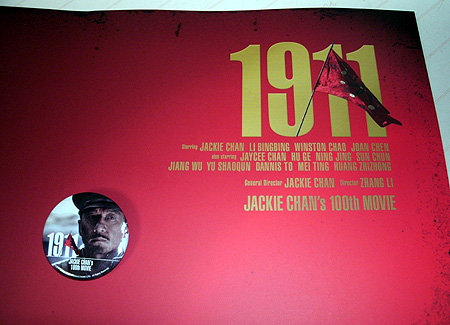 1911
Starring JACKIE CHAN LI BINGBING WINSTON CHAO JOAN CHEN
also starring JAYCEE CHAN HU GE NING JING SUN CHUN
JIANG WU YU SHAOQUN DANNIS TO MEI TING HUANG ZHIZHONG
General Director JACKIE CHAN Director ZHANG LI
JACKIE CHAN's 100th MOVIE
1911
JACKIE CHAN's
100th MOVIE